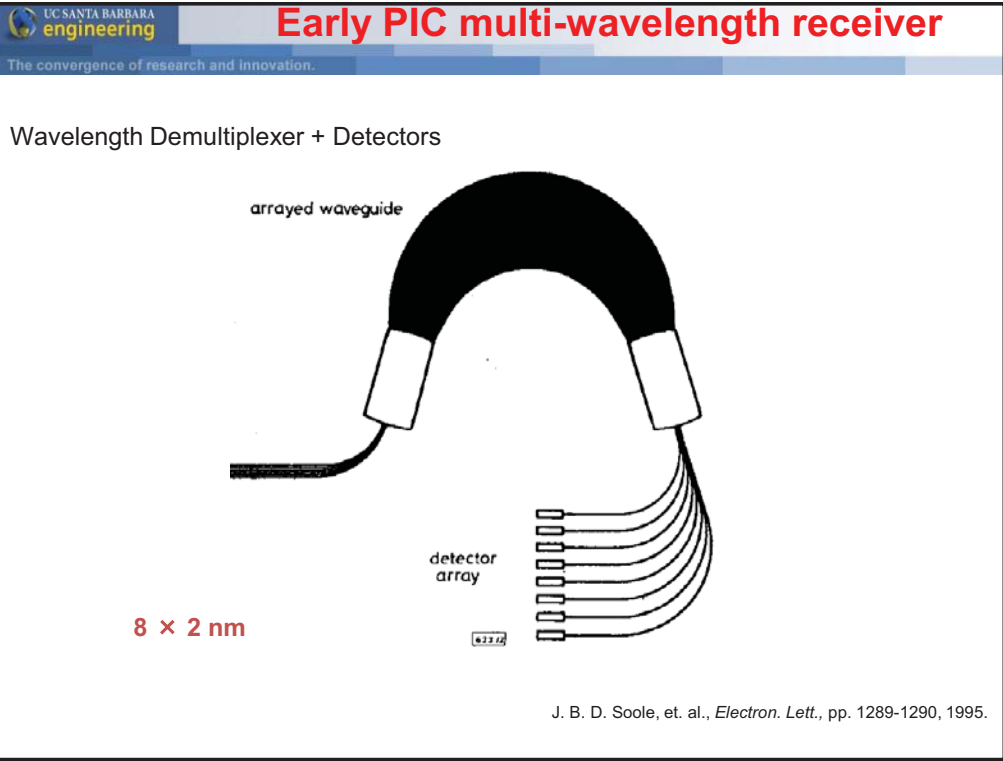 UC SANTA BARBARA
engineering
Early PIC multi-wavelength receiver
The convergence of research and innovation.
Wavelength Demultiplexer + Detectors
arrayed waveguide
detector
array
8 × 2 nm
J. B. D. Soole, et. al., Electron. Lett., pp. 1289-1290, 1995.